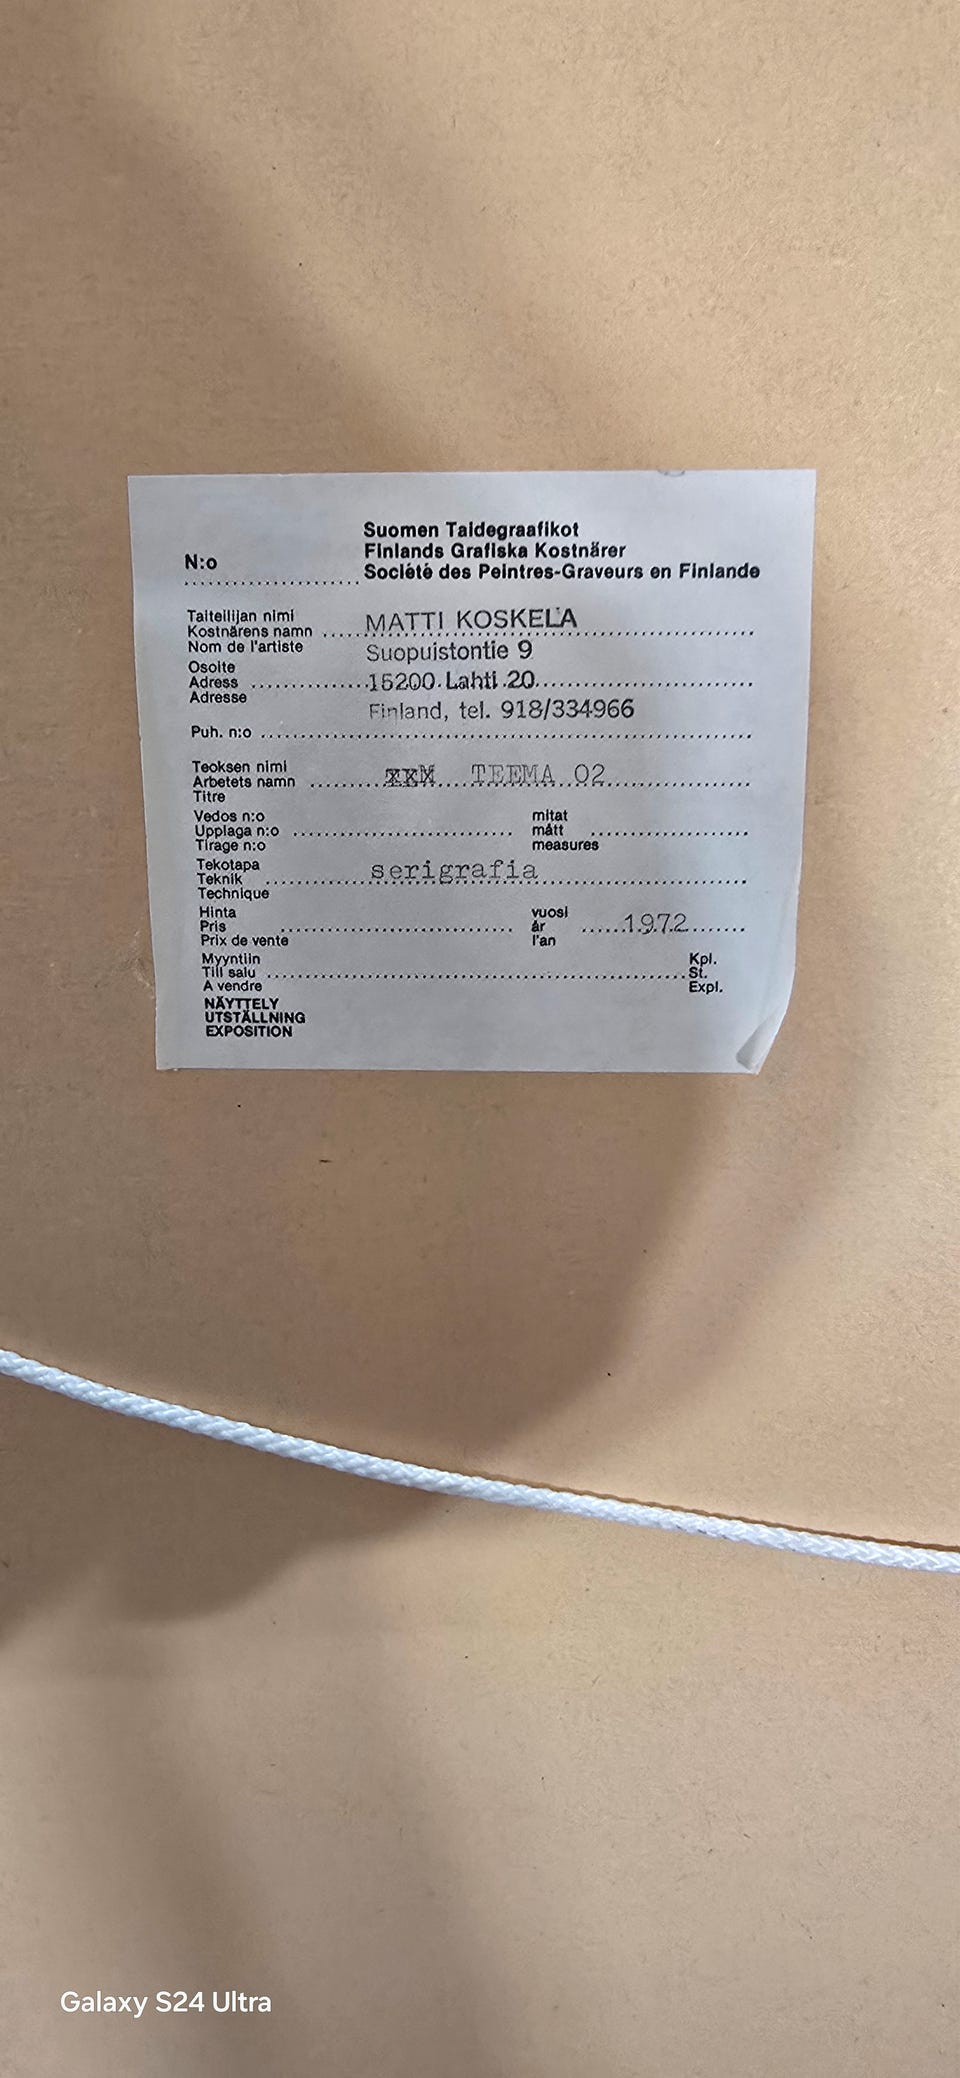 Suomen Taidegraafikot
Finlands Grafiska Kostnärer
N:o
Société des Peintres-Graveurs en Finlande
Taiteilijan nimi
Kostnärens namn MATTI KOSKELA
Nom de l'artiste
Suopuistontie 9
Osoite
Adress 15200 Lahti 20
Adresse
Finland, tel. 918/334966
Puh. n:o
Teoksen nimi
Arbetets namn xxM TEEMA 02
Titre
Vedos n:o mitat
Upplaga n:o mått
Tirage n:o measures
Tekotapa
Teknik serigrafia
Technique
Hinta vuosi
Pris år 1972
Prix de vente l'an
Myyntiin Kpl.
Till salu St.
A vendre Expl.
NÄYTTELY
UTSTÄLLNING
EXPOSITION
Galaxy S24 Ultra